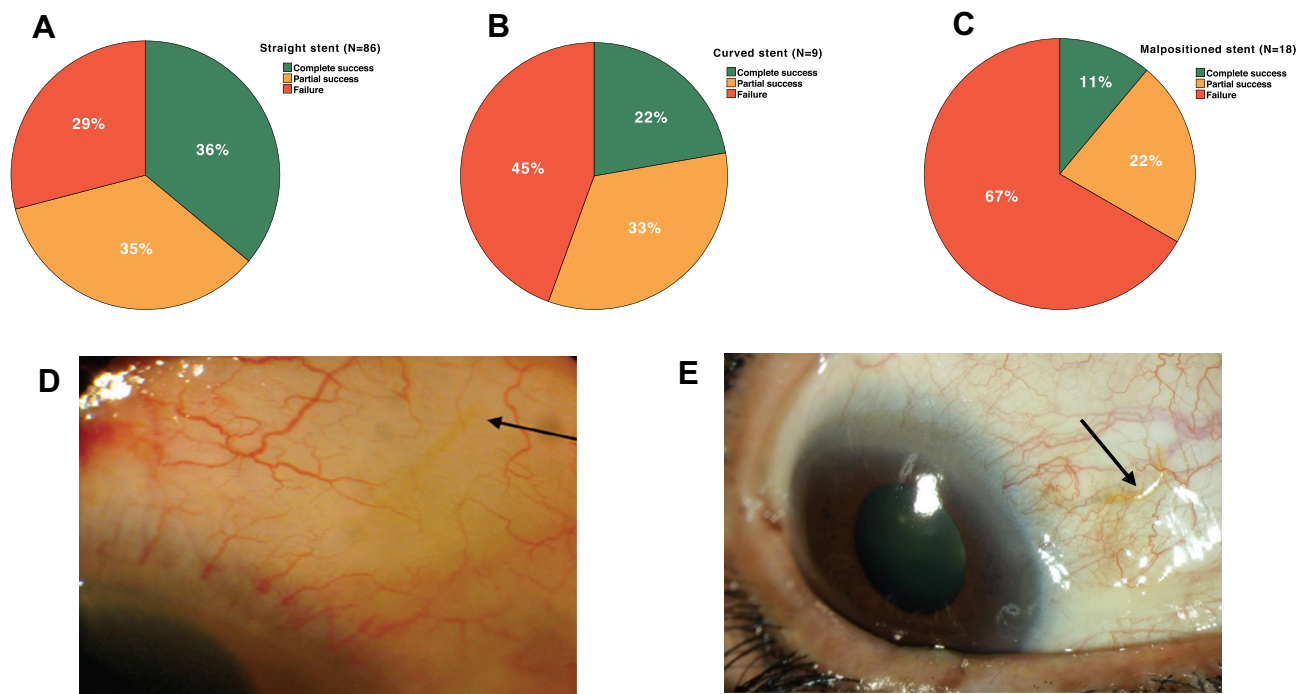 A
Straight stent (N=86)
Complete success
Partial success
Failure
29%
36%
35%
B
Curved stent (N=9)
Complete success
Partial success
Failure
22%
45%
33%
C
Malpositioned stent (N=18)
Complete success
Partial success
Failure
11%
22%
67%
D
E